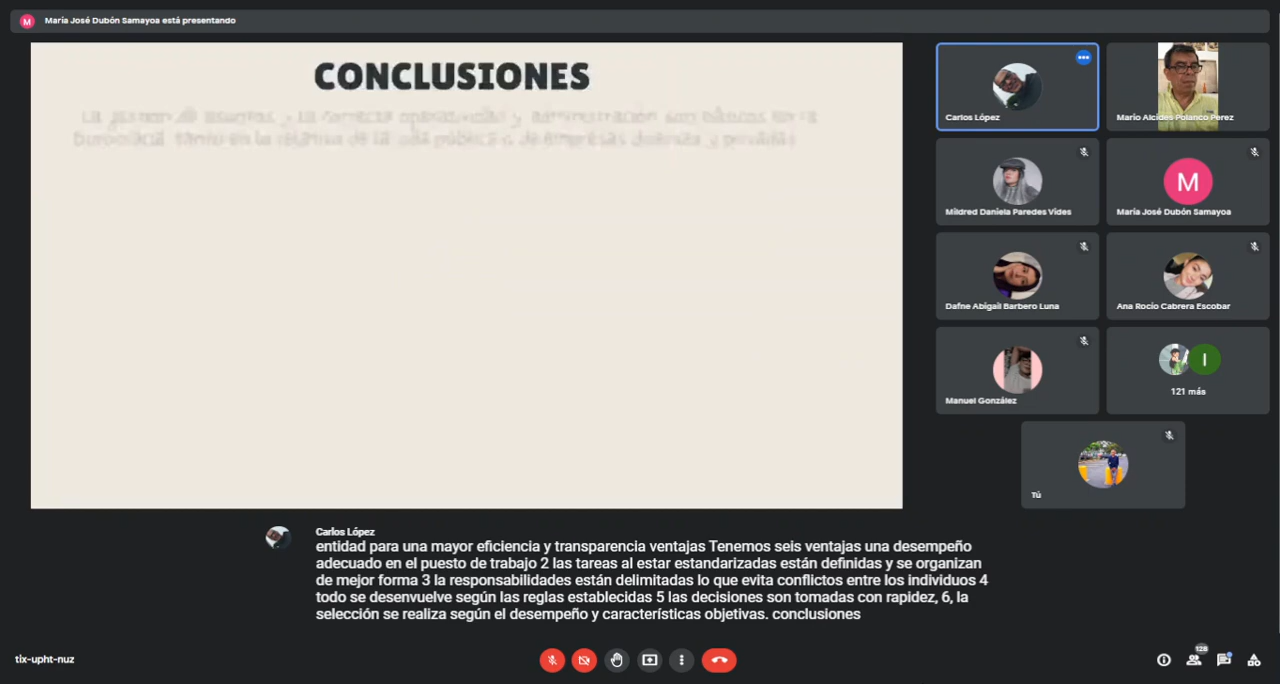 M
María José Dubón Samayoa está presentando
CONCLUSIONES
Carlos López
Mario Alcides Polanco Perez
Mildred Daniela Paredes Vides
M
María José Dubón Samayoa
Dafne Abigail Barbero Luna
Ana Rocío Cabrera Escobar
Manuel González
I
121 más
Tú
Carlos López
entidad para una mayor eficiencia y transparencia ventajas Tenemos seis ventajas una desempeño
adecuado en el puesto de trabajo 2 las tareas al estar estandarizadas están definidas y se organizan
de mejor forma 3 la responsabilidades están delimitadas lo que evita conflictos entre los individuos 4
todo se desenvuelve según las reglas establecidas 5 las decisiones son tomadas con rapidez, 6, la
selección se realiza según el desempeño y características objetivas. conclusiones
tix-upht-nuz
128